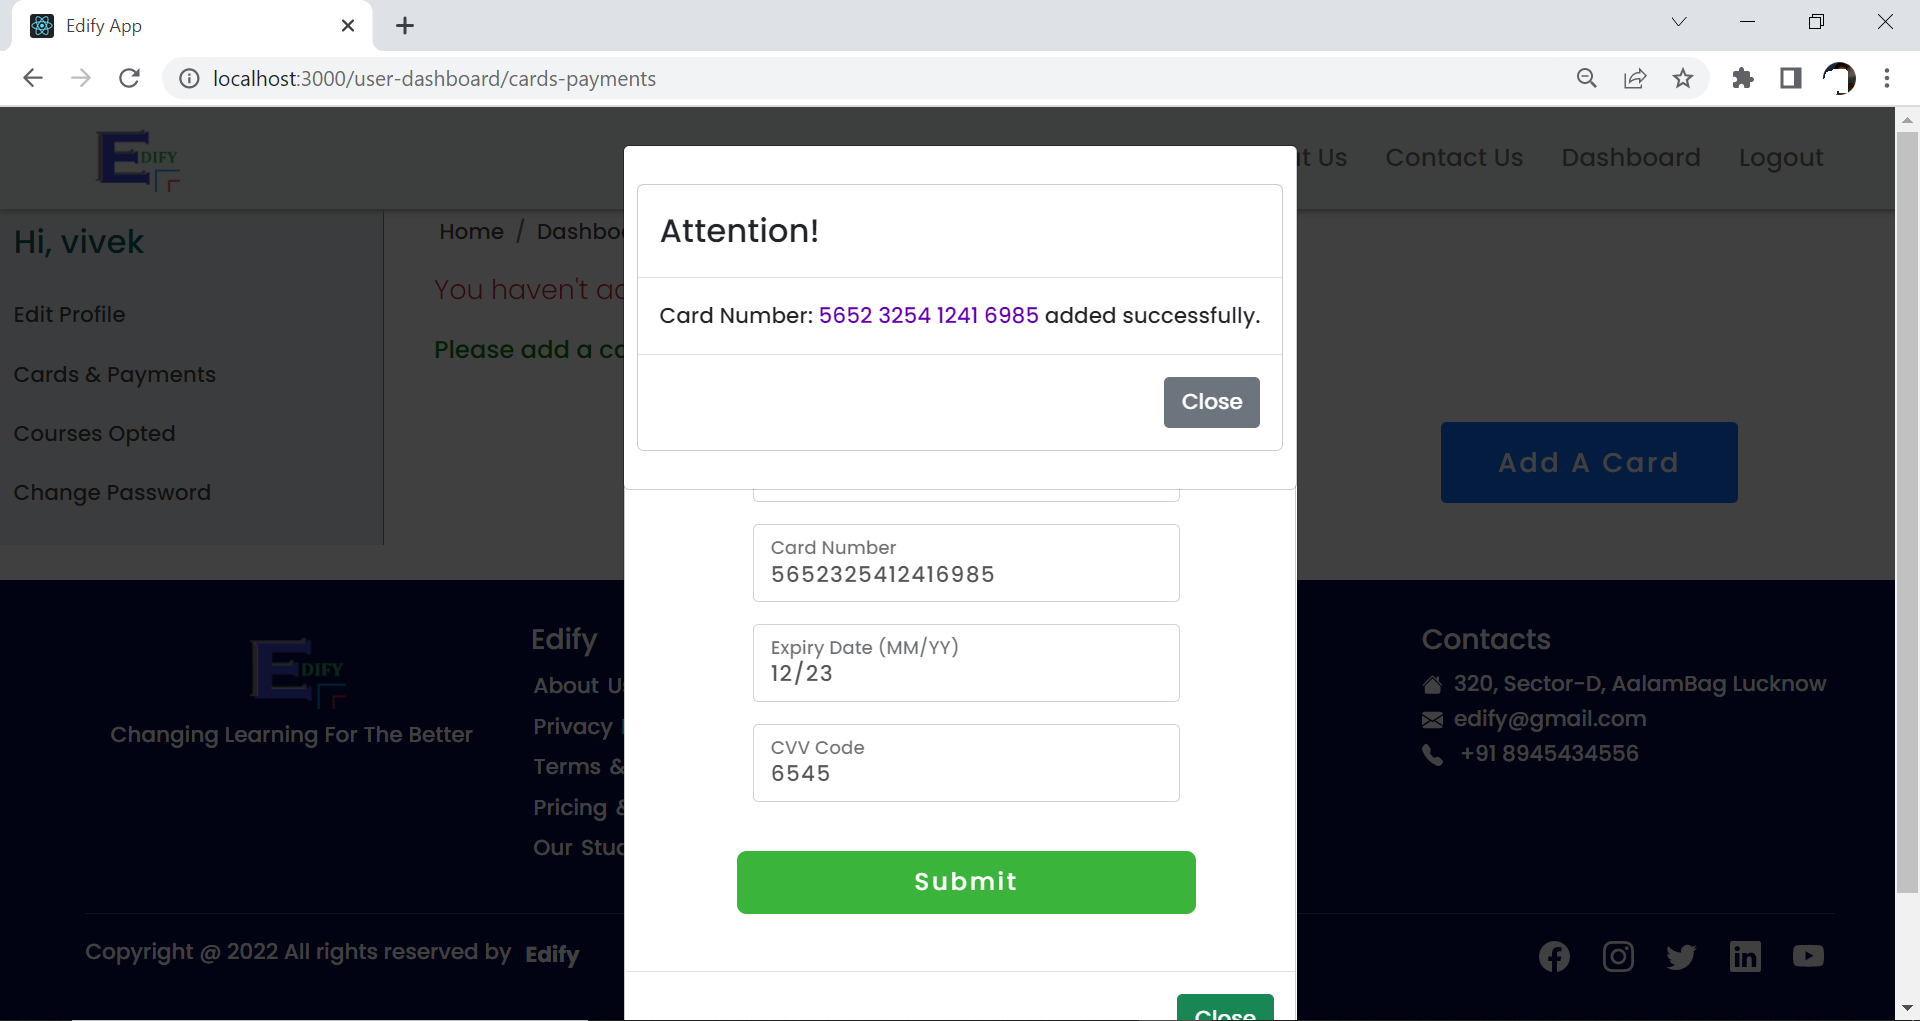 Edify App
localhost:3000/user-dashboard/cards-payments
EDIFY
t Us Contact Us Dashboard Logout
Hi, vivek
Edit Profile
Cards & Payments
Courses Opted
Change Password
Home / Dashbo
You haven't ad
Please add a ca
Attention!
Card Number: 5652 3254 1241 6985 added successfully.
Close
Add A Card
Card Number
5652325412416985
Expiry Date (MM/YY)
12/23
CVV Code
6545
Submit
Close
EDIFY
Changing Learning For The Better
Edify
About U
Privacy
Terms &
Pricing &
Our Stud
Contacts
320, Sector-D, AalamBag Lucknow
edify@gmail.com
+91 8945434556
Copyright @ 2022 All rights reserved by Edify